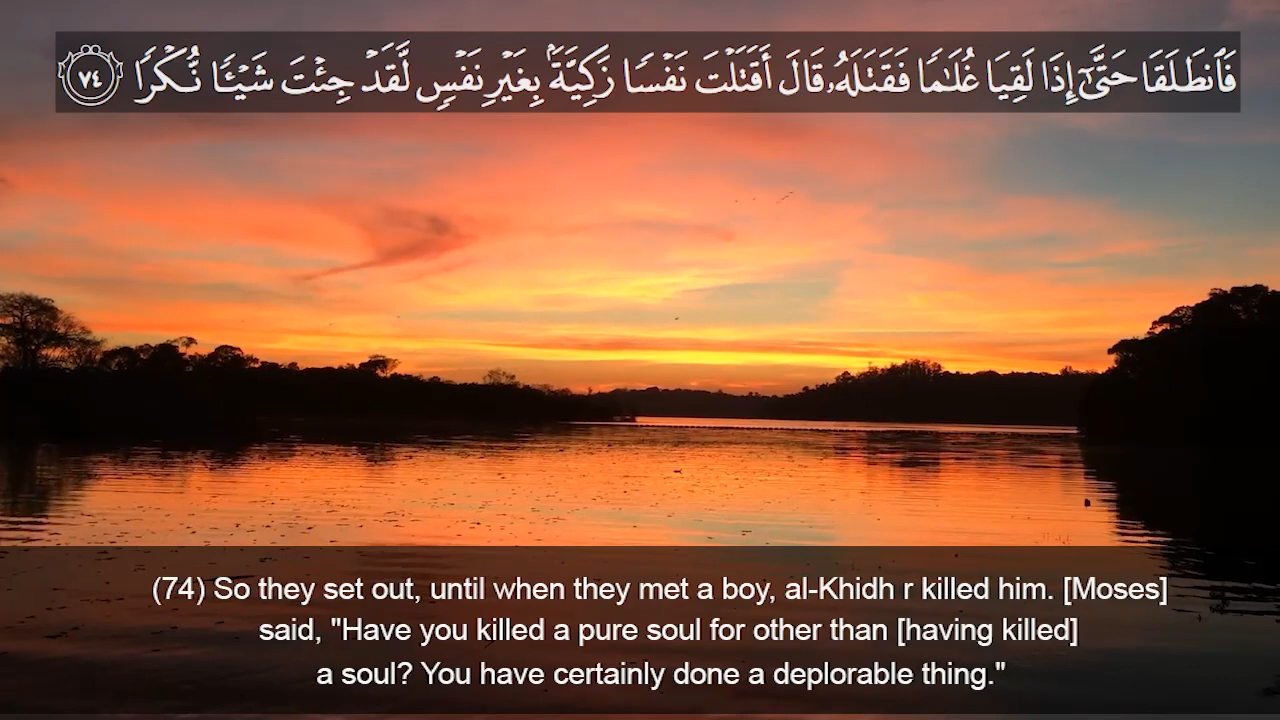 فَٱنطَلَقَا حَتَّىٰٓ إِذَا لَقِيَا غُلَـٰمًا فَقَتَلَهُۥ قَالَ أَقَتَلْتَ نَفْسًا زَكِيَّةًۢ بِغَيْرِ نَفْسٍ لَّقَدْ جِئْتَ شَيْـًٔا نُّكْرًا ٧٤
(74) So they set out, until when they met a boy, al-Khidh r killed him. [Moses]
said, "Have you killed a pure soul for other than [having killed]
a soul? You have certainly done a deplorable thing."